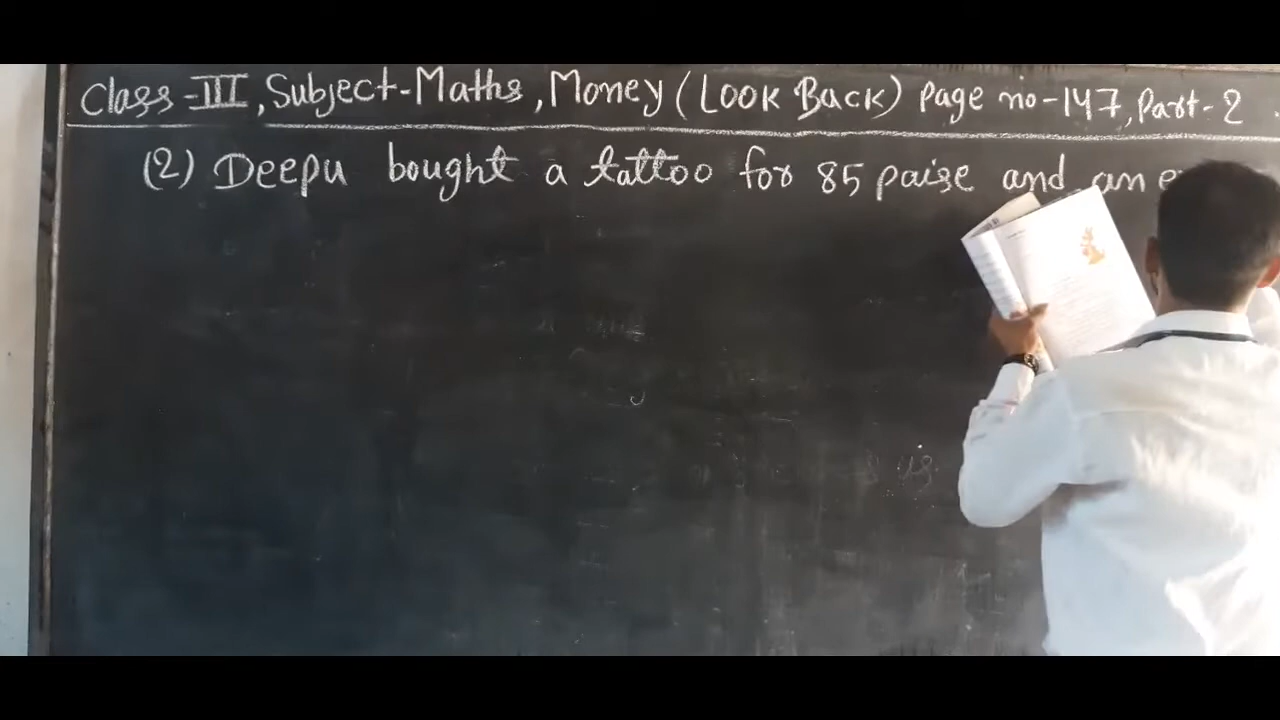 Class-III, Subject-Maths, Money (Look Back) Page no-147, Part-2
(2) Deepu bought a tattoo for 85 paise and an